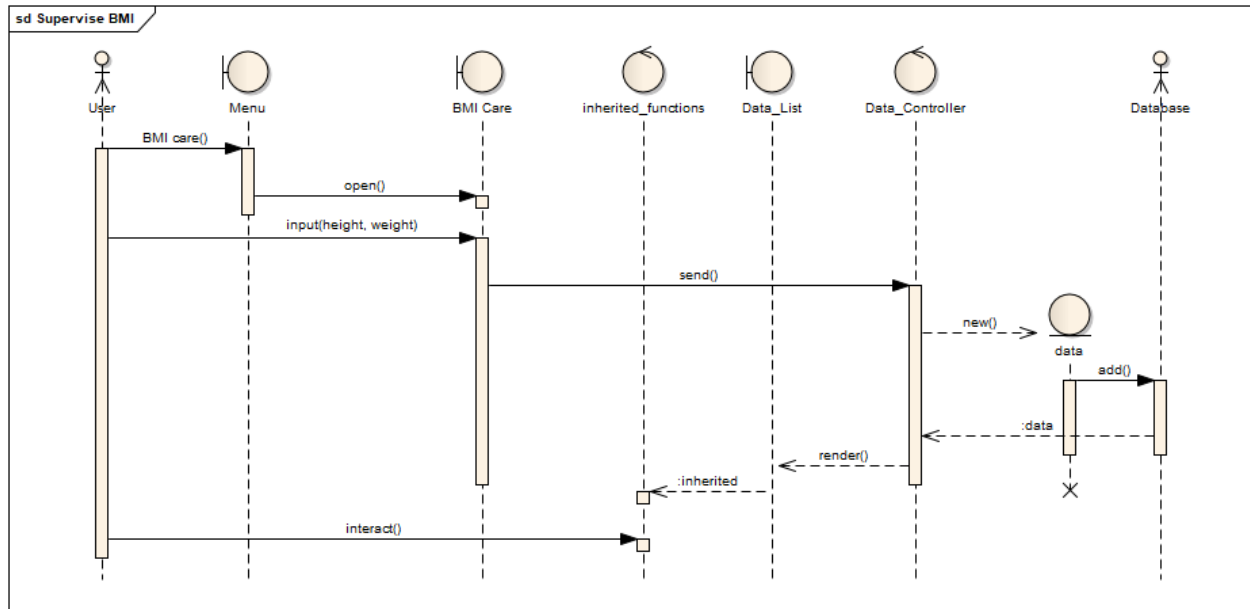 sd Supervise BMI
User
Menu
BMI Care
inherited_functions
Data_List
Data_Controller
Database
BMI care()
open()
input(height, weight)
send()
new()
data
add()
:data
render()
:inherited
interact()